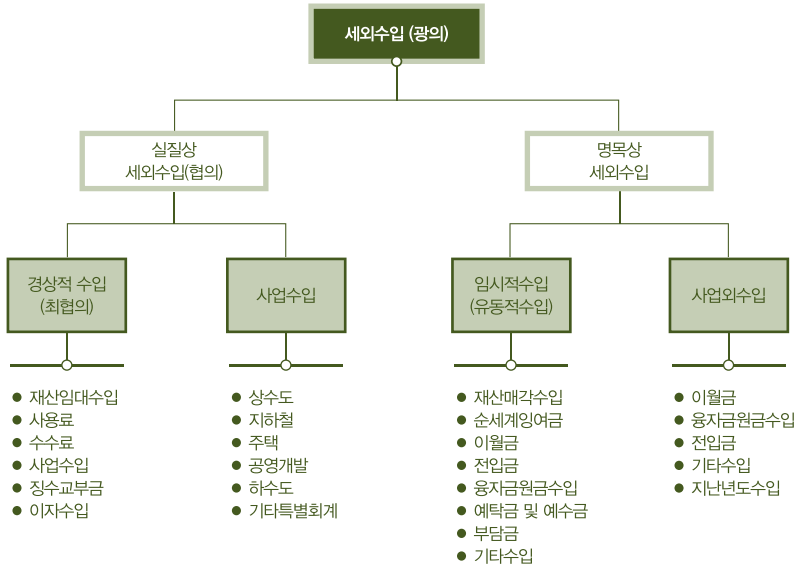 세외수입 (광의)
실질상
세외수입(협의)
명목상
세외수입
경상적 수입
(최협의)
사업수입
임시적수입
(유동적수입)
사업외수입
재산임대수입
사용료
수수료
사업수입
징수교부금
이자수입
상수도
지하철
주택
공영개발
하수도
기타특별회계
재산매각수입
순세계잉여금
이월금
전입금
융자금원금수입
예탁금 및 예수금
부담금
기타수입
이월금
융자금원금수입
전입금
기타수입
지난년도수입